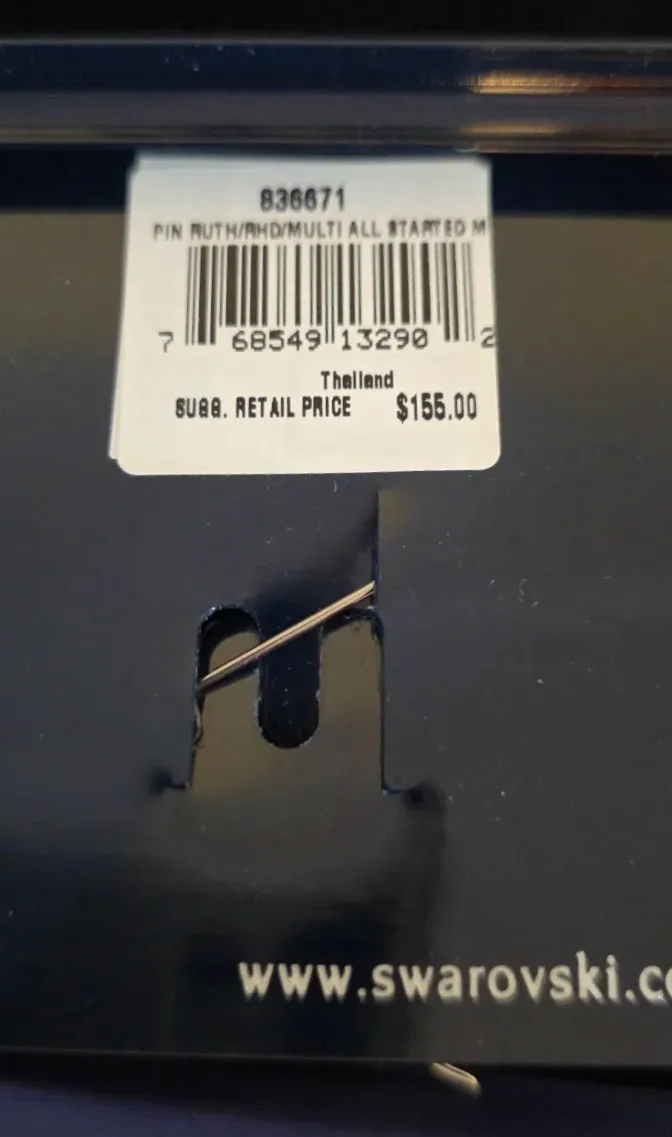 836671
PIN RUTH/RHD/MULTI ALL STARTED M
7 68549 13290 2
Thailand
SUGG. RETAIL PRICE $155.00
www.swarovski.co